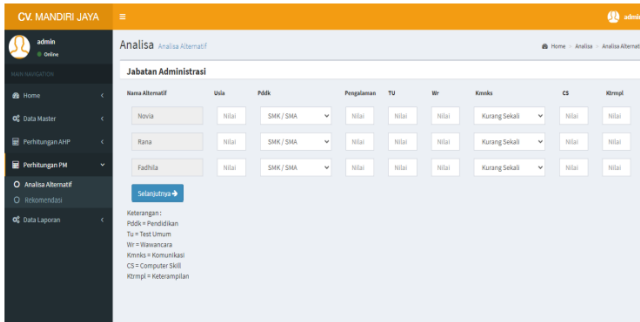 CV. MANDIRI JAYA
admin
admin
Online
MAIN NAVIGATION
Home
Data Master
Perhitungan AHP
Perhitungan PM
Analisa Alternatif
Rekomendasi
Data Laporan
Analisa Analisa Alternatif
Home > Analisa > Analisa Alternati
Jabatan Administrasi
Nama Alternatif Usia Pddk Pengalaman TU Wr Kmnks CS Ktrmpl
Novia Nilai SMK / SMA Nilai Nilai Nilai Kurang Sekali Nilai Nilai
Rana Nilai SMK / SMA Nilai Nilai Nilai Kurang Sekali Nilai Nilai
Fadhila Nilai SMK / SMA Nilai Nilai Nilai Kurang Sekali Nilai Nilai
Selanjutnya
Keterangan :
Pddk = Pendidikan
Tu = Test Umum
Wr = Wawancara
Kmnks = Komunikasi
CS = Computer Skill
Ktrmpl = Keterampilan